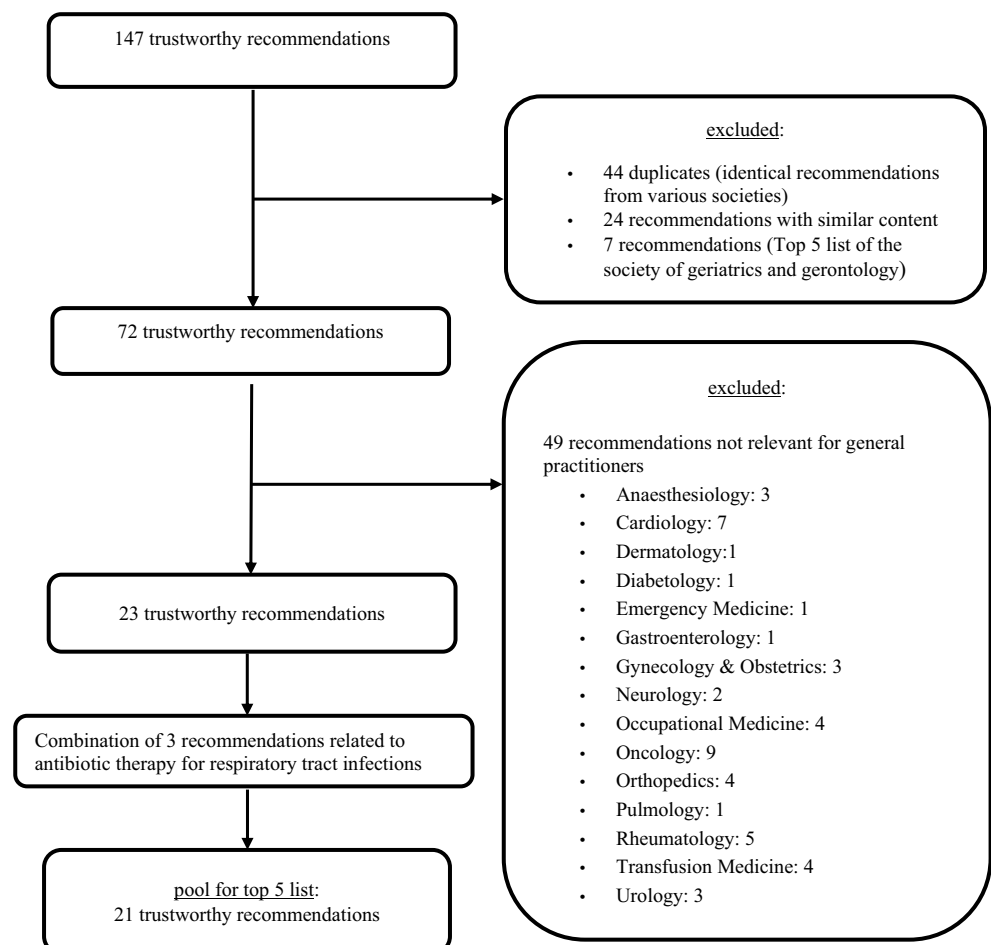 147 trustworthy recommendations
excluded:
• 44 duplicates (identical recommendations
from various societies)
• 24 recommendations with similar content
• 7 recommendations (Top 5 list of the
society of geriatrics and gerontology)
72 trustworthy recommendations
excluded:
49 recommendations not relevant for general
practitioners
• Anaesthesiology: 3
• Cardiology: 7
• Dermatology:1
• Diabetology: 1
• Emergency Medicine: 1
• Gastroenterology: 1
• Gynecology & Obstetrics: 3
• Neurology: 2
• Occupational Medicine: 4
• Oncology: 9
• Orthopedics: 4
• Pulmology: 1
• Rheumatology: 5
• Transfusion Medicine: 4
• Urology: 3
23 trustworthy recommendations
Combination of 3 recommendations related to
antibiotic therapy for respiratory tract infections
pool for top 5 list:
21 trustworthy recommendations